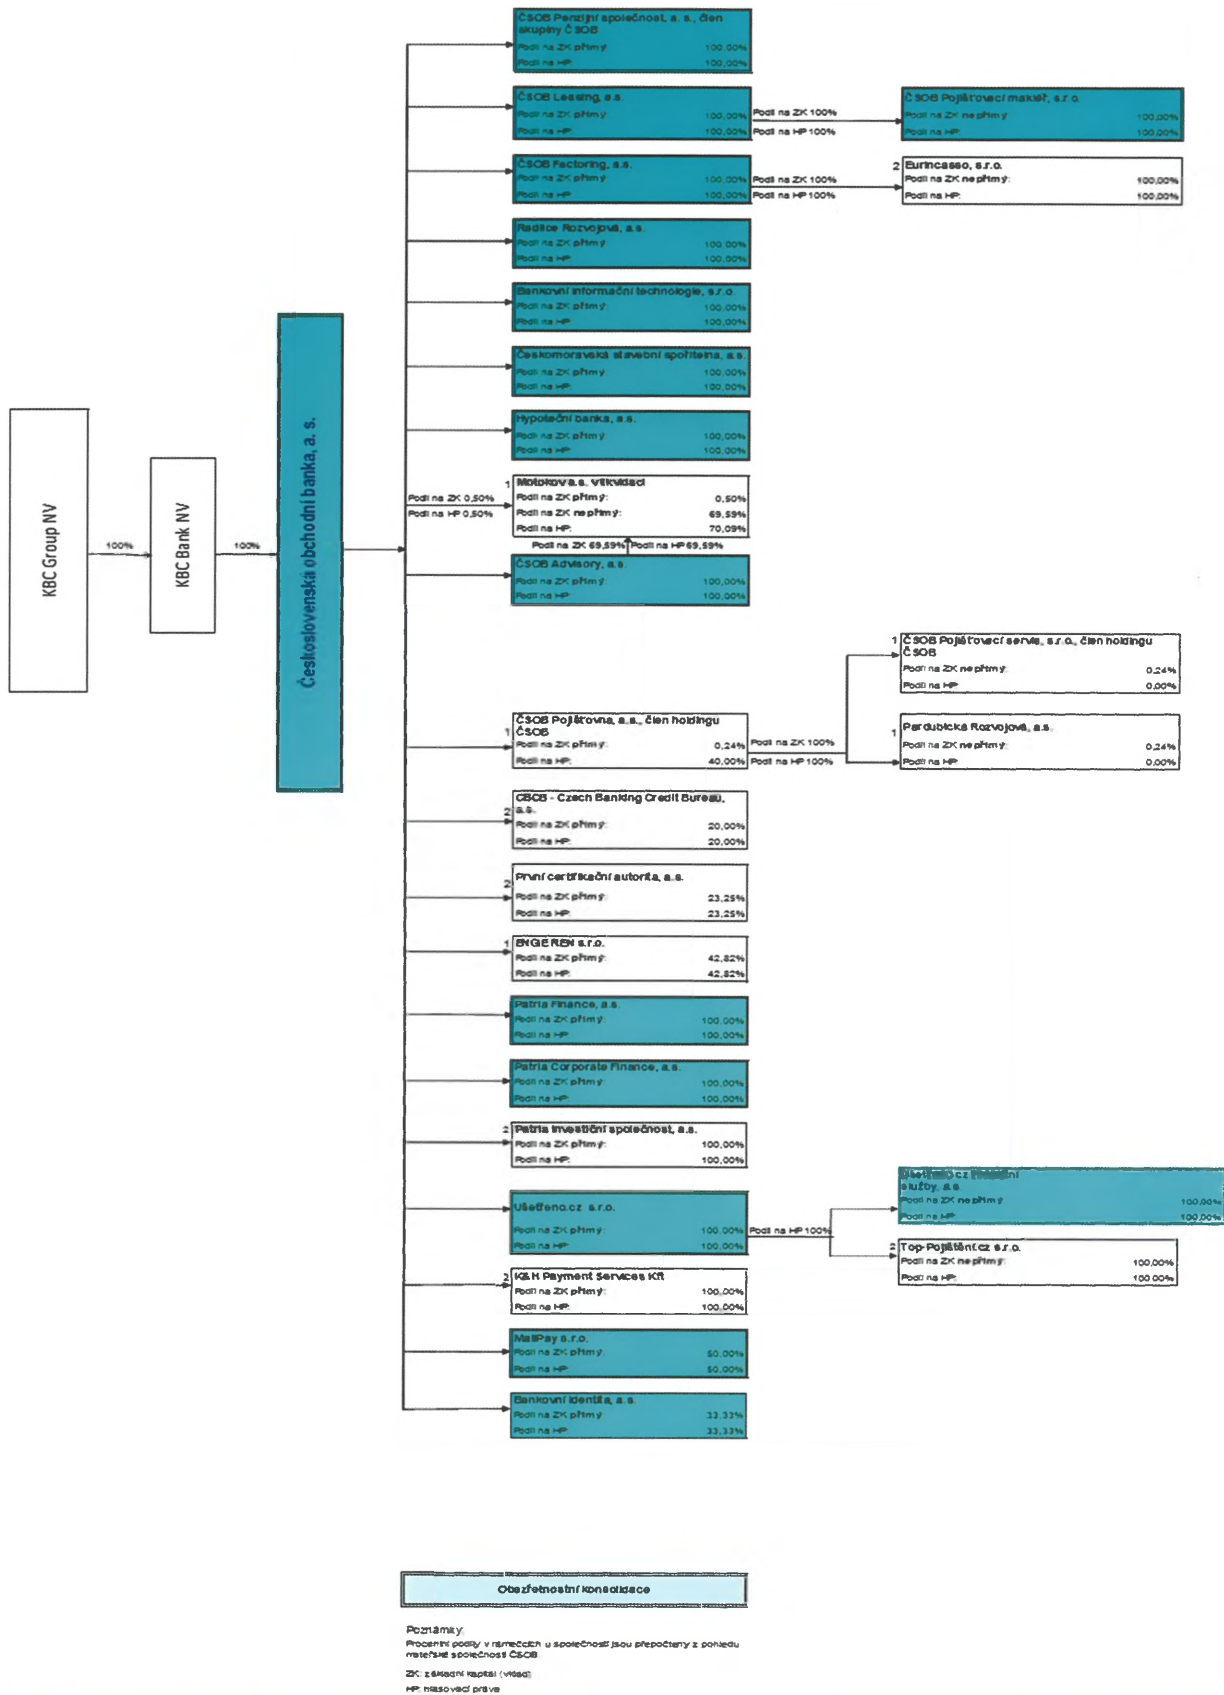 KBC Group NV
100%
KBC Bank NV
100%
Československá obchodní banka, a. s.
ČSOB Penzijní společnost, a. s., člen
skupiny ČSOB
Podíl na ZK přímý: 100,00%
Podíl na HP: 100,00%
ČSOB Leasing, a.s.
Podíl na ZK přímý: 100,00%
Podíl na HP: 100,00%
Podíl na ZK 100%
Podíl na HP 100%
ČSOB Pojišťovací makléř, s.r.o.
Podíl na ZK nepřímý: 100,00%
Podíl na HP: 100,00%
ČSOB Factoring, a.s.
Podíl na ZK přímý: 100,00%
Podíl na HP: 100,00%
Podíl na ZK 100%
Podíl na HP 100%
2 Eurincasso, s.r.o.
Podíl na ZK nepřímý: 100,00%
Podíl na HP: 100,00%
Radlice Rozvojová, a.s.
Podíl na ZK přímý: 100,00%
Podíl na HP: 100,00%
Bankovní informační technologie, s.r.o.
Podíl na ZK přímý: 100,00%
Podíl na HP: 100,00%
Českomoravská stavební spořitelna, a.s.
Podíl na ZK přímý: 100,00%
Podíl na HP: 100,00%
Hypoteční banka, a.s.
Podíl na ZK přímý: 100,00%
Podíl na HP: 100,00%
Podíl na ZK 0,50%
Podíl na HP 0,50%
1 Motokov a.s. v likvidaci
Podíl na ZK přímý: 0,50%
Podíl na ZK nepřímý: 69,59%
Podíl na HP: 70,09%
Podíl na ZK 69,59% Podíl na HP 69,59%
ČSOB Advisory, a.s.
Podíl na ZK přímý: 100,00%
Podíl na HP: 100,00%
1 ČSOB Pojišťovací servis, s.r.o., člen holdingu
ČSOB
Podíl na ZK nepřímý: 0,24%
Podíl na HP: 0,00%
1 ČSOB Pojišťovna, a.s., člen holdingu
ČSOB
Podíl na ZK přímý: 0,24%
Podíl na HP: 40,00%
Podíl na ZK 100%
Podíl na HP 100%
1 Pardubická Rozvojová, a.s.
Podíl na ZK nepřímý: 0,24%
Podíl na HP: 0,00%
2 CBCB - Czech Banking Credit Bureau,
a.s.
Podíl na ZK přímý: 20,00%
Podíl na HP: 20,00%
2 První certifikační autorita, a.s.
Podíl na ZK přímý: 23,25%
Podíl na HP: 23,25%
1 ENGIE REN s.r.o.
Podíl na ZK přímý: 42,82%
Podíl na HP: 42,82%
Patria Finance, a.s.
Podíl na ZK přímý: 100,00%
Podíl na HP: 100,00%
Patria Corporate Finance, a.s.
Podíl na ZK přímý: 100,00%
Podíl na HP: 100,00%
2 Patria investiční společnost, a.s.
Podíl na ZK přímý: 100,00%
Podíl na HP: 100,00%
Ušetřeno.cz s.r.o.
Podíl na ZK přímý: 100,00%
Podíl na HP: 100,00%
Podíl na HP 100%
Ušetřeno.cz Finanční
služby, a.s.
Podíl na ZK nepřímý: 100,00%
Podíl na HP: 100,00%
2 Top-Pojištění.cz s.r.o.
Podíl na ZK nepřímý: 100,00%
Podíl na HP: 100,00%
2 K&H Payment Services Kft
Podíl na ZK přímý: 100,00%
Podíl na HP: 100,00%
MallPay s.r.o.
Podíl na ZK přímý: 50,00%
Podíl na HP: 50,00%
Bankovní identita, a.s.
Podíl na ZK přímý: 33,33%
Podíl na HP: 33,33%
Obezřetnostní konsolidace
Poznámky:
Procentní podíly v rámečcích u společností jsou přepočteny z pohledu
mateřské společnosti ČSOB
ZK: základní kapitál (vklad)
HP: hlasovací práva